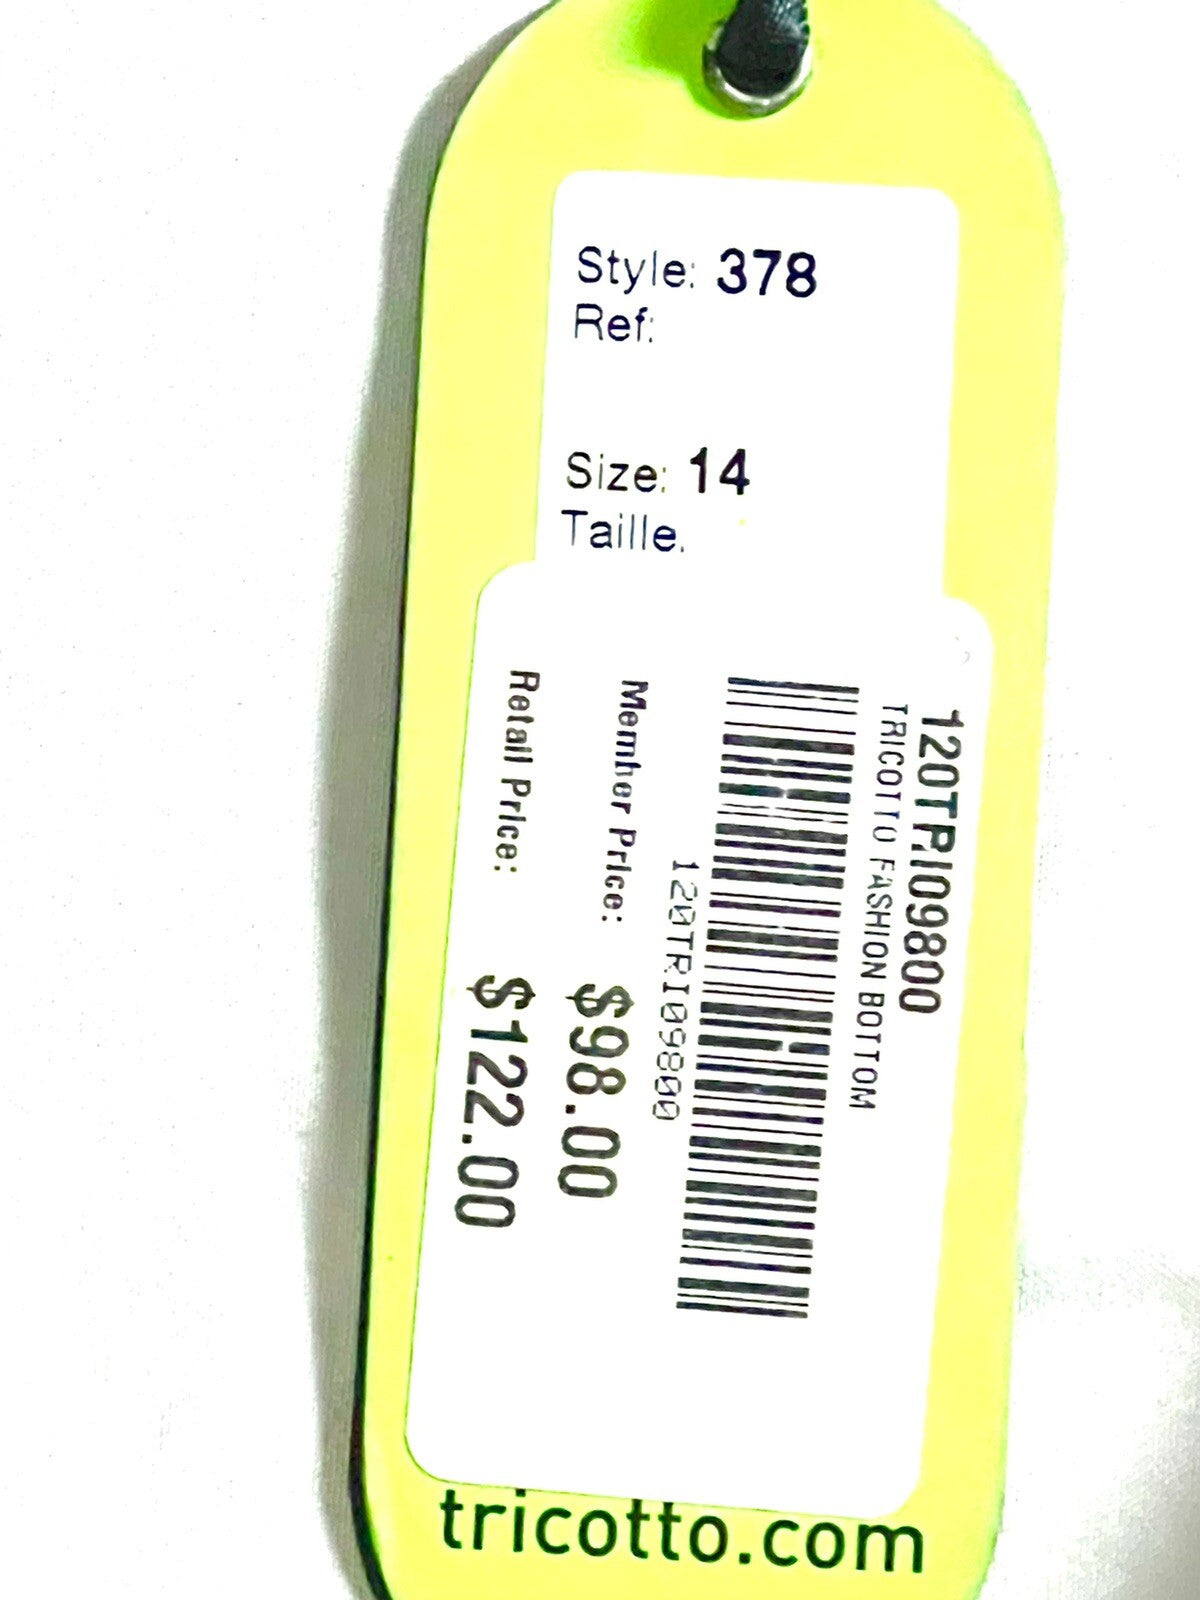 Style: 378
Ref:
Size: 14
Taille.
120TRI09800
TRICOTTO FASHION BOTTOM
120TRI09800
Member Price: $98.00
Retail Price: $122.00
tricotto.com